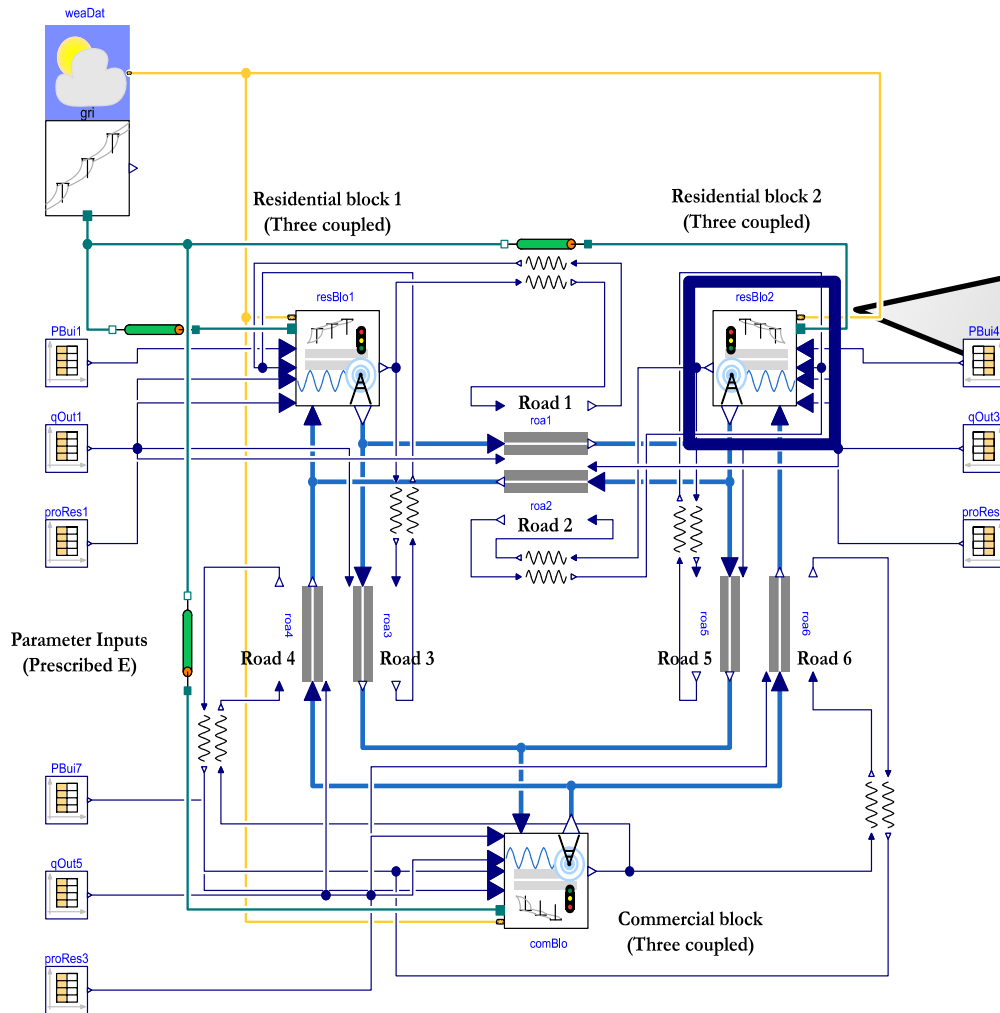 weaDat
gri
Residential block 1
(Three coupled)
Residential block 2
(Three coupled)
resBlo1
resBlo2
PBui1
PBui4
Road 1
roa1
qOut1
qOut3
roa2
Road 2
proRes1
proRes
roa4
roa3
roa5
roa6
Parameter Inputs
(Prescribed E)
Road 4
Road 3
Road 5
Road 6
PBui7
qOut5
Commercial block
(Three coupled)
comBlo
proRes3